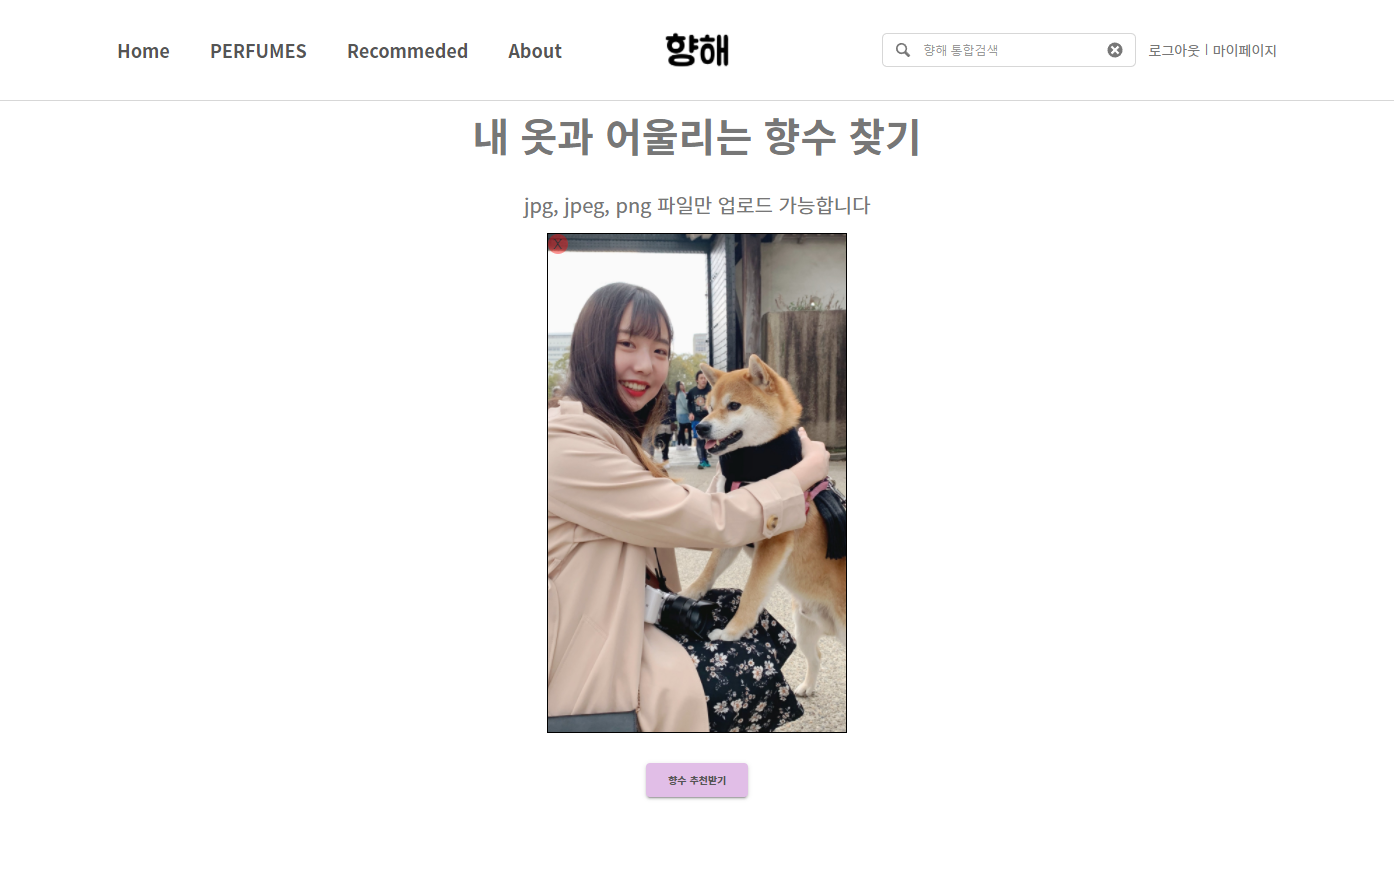 Home PERFUMES Recommeded About 향해 향해 통합검색 로그아웃 | 마이페이지
내 옷과 어울리는 향수 찾기
jpg, jpeg, png 파일만 업로드 가능합니다
X
향수 추천받기